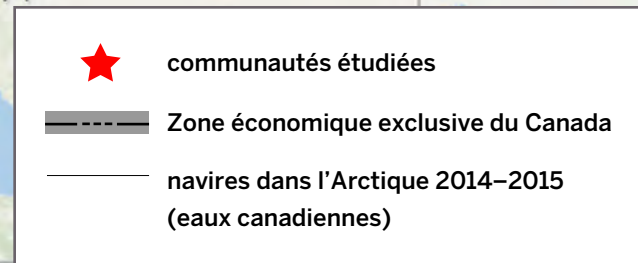 communautés étudiées
Zone économique exclusive du Canada
navires dans l'Arctique 2014–2015
(eaux canadiennes)